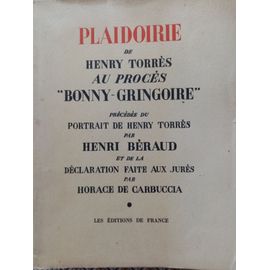 PLAIDOIRIE
DE
HENRY TORRÈS
AU PROCÈS
"BONNY-GRINGOIRE"
PRÉCÉDÉE DU
PORTRAIT DE HENRY TORRÈS
PAR
HENRI BÉRAUD
ET DE LA
DÉCLARATION FAITE AUX JURÉS
PAR
HORACE DE CARBUCCIA
LES ÉDITIONS DE FRANCE